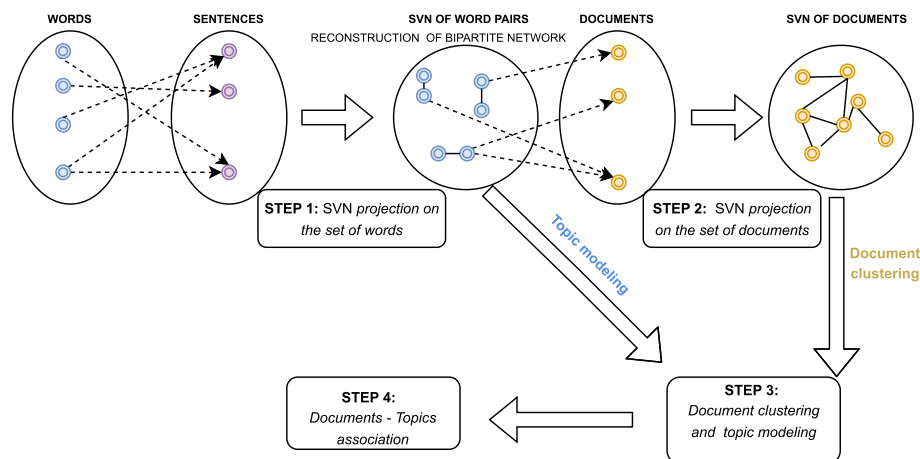 WORDS
SENTENCES
SVN OF WORD PAIRS
DOCUMENTS
SVN OF DOCUMENTS
RECONSTRUCTION OF BIPARTITE NETWORK
STEP 1: SVN projection on
the set of words
STEP 2: SVN projection
on the set of documents
Topic modeling
Document
clustering
STEP 3:
Document clustering
and topic modeling
STEP 4:
Documents - Topics
association